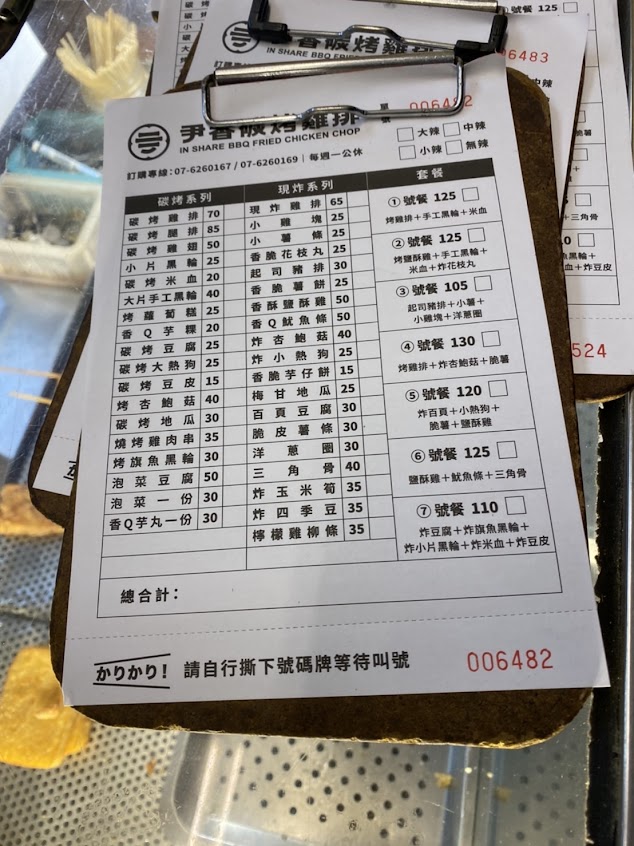 ①號餐 125
6483
中辣
尹香碳烤雞排
IN SHARE BBQ FRIED CHICKEN CHOP
訂購專線:07-6260167 / 07-6260169｜每週一公休
單號 006482
大辣 中辣
小辣 無辣
碳烤系列
碳烤雞排 70
碳烤腿排 85
碳烤雞翅 50
小片黑輪 25
碳烤米血 20
大片手工黑輪 40
烤蘿蔔糕 25
香Q芋粿 20
碳烤豆腐 25
碳烤大熱狗 25
碳烤豆皮 15
烤杏鮑菇 40
碳烤地瓜 30
燒烤雞肉串 35
烤旗魚黑輪 30
泡菜豆腐 50
泡菜一份 30
香Q芋丸一份 30
現炸系列
現炸雞排 65
小雞塊 25
小薯條 25
香脆花枝丸 25
起司豬排 30
香脆薯餅 25
香酥鹽酥雞 50
香Q魷魚條 50
炸杏鮑菇 40
炸小熱狗 25
香脆芋仔餅 15
梅甘地瓜 25
百頁豆腐 30
脆皮薯條 30
洋蔥圈 30
三角骨 40
炸玉米筍 35
炸四季豆 35
檸檬雞柳條 35
套餐
①號餐 125
烤雞排＋手工黑輪＋米血
②號餐 125
烤鹽酥雞＋手工黑輪＋
米血＋炸花枝丸
③號餐 105
起司豬排＋小薯＋
小雞塊＋洋蔥圈
④號餐 130
烤雞排＋炸杏鮑菇＋脆薯
⑤號餐 120
炸百頁＋小熱狗＋
脆薯＋鹽酥雞
⑥號餐 125
鹽酥雞＋魷魚條＋三角骨
⑦號餐 110
炸豆腐＋炸旗魚黑輪＋
炸小片黑輪＋炸米血＋炸豆皮
總合計：
かりかり！ 請自行撕下號碼牌等待叫號 006482
524